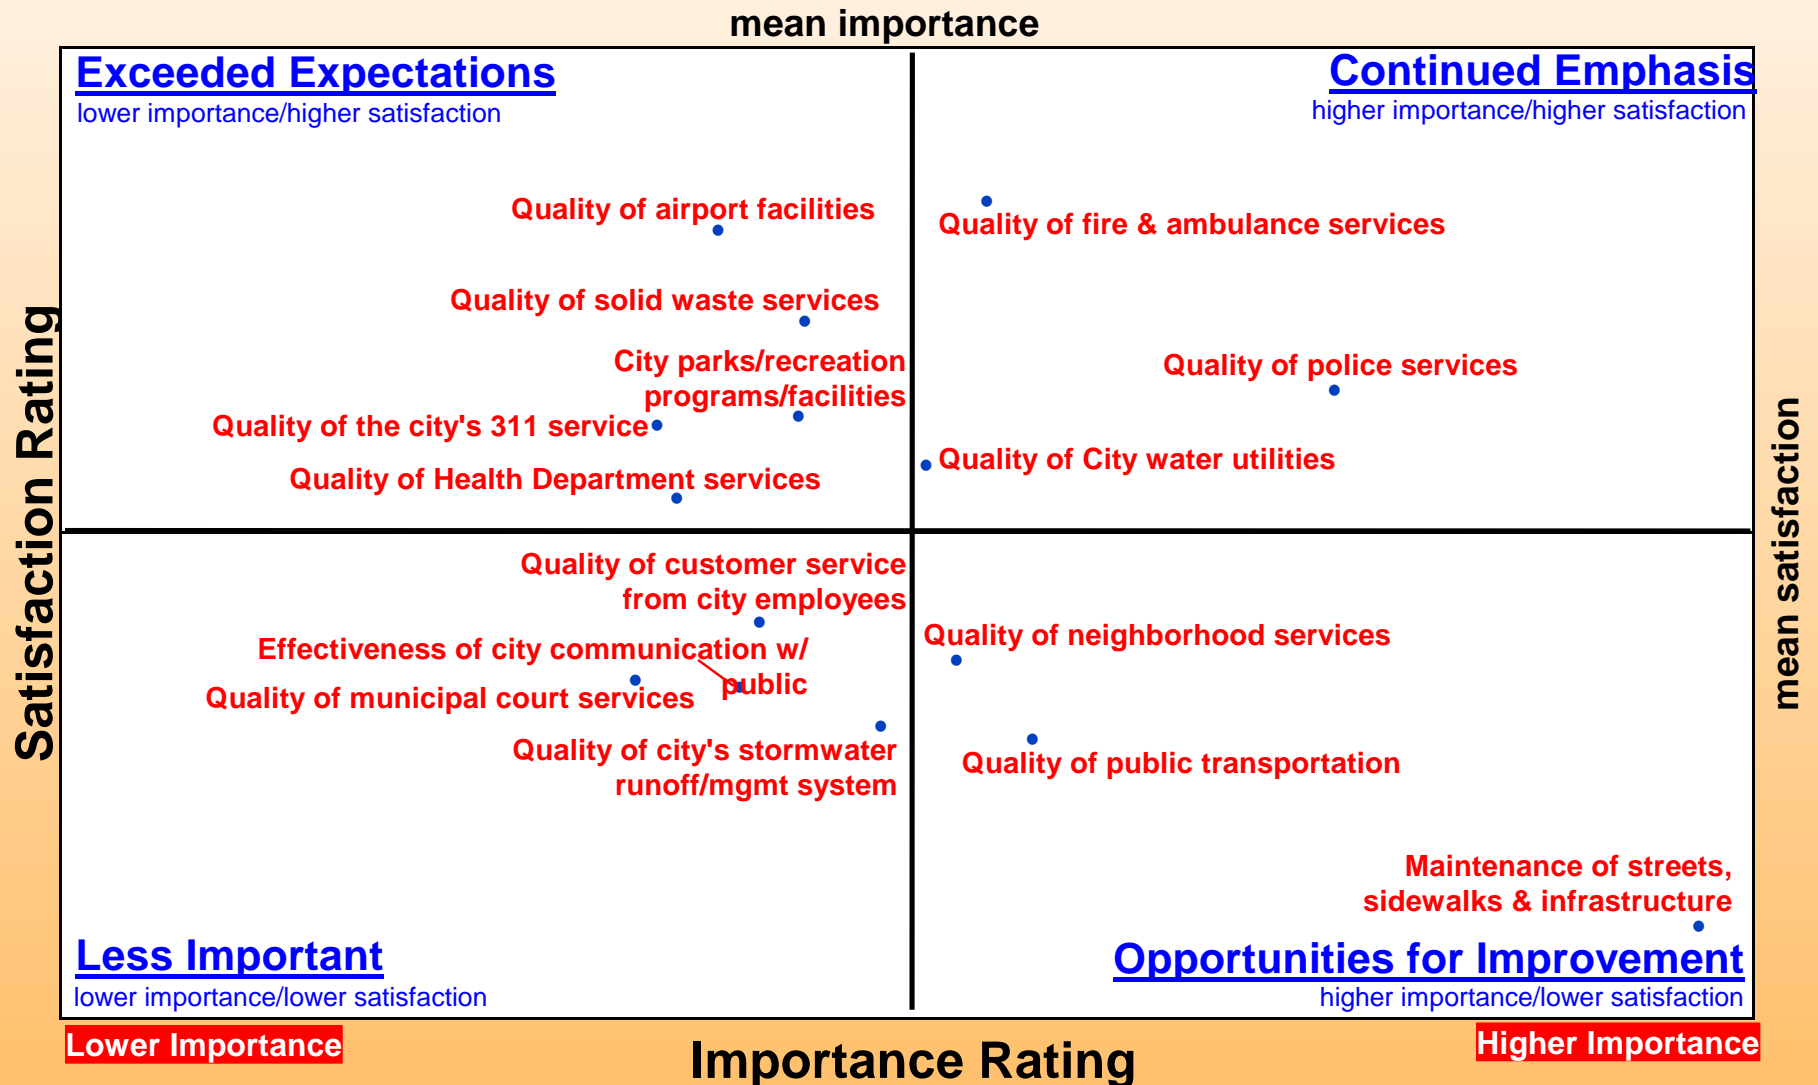 mean importance
Exceeded Expectations
lower importance/higher satisfaction
Continued Emphasis
higher importance/higher satisfaction
Quality of airport facilities
Quality of fire & ambulance services
Quality of solid waste services
City parks/recreation
programs/facilities
Quality of police services
Quality of the city's 311 service
Quality of City water utilities
Quality of Health Department services
Satisfaction Rating
mean satisfaction
Quality of customer service
from city employees
Effectiveness of city communication w/
public
Quality of municipal court services
Quality of city's stormwater
runoff/mgmt system
Quality of neighborhood services
Quality of public transportation
Maintenance of streets,
sidewalks & infrastructure
Less Important
lower importance/lower satisfaction
Opportunities for Improvement
higher importance/lower satisfaction
Lower Importance
Importance Rating
Higher Importance